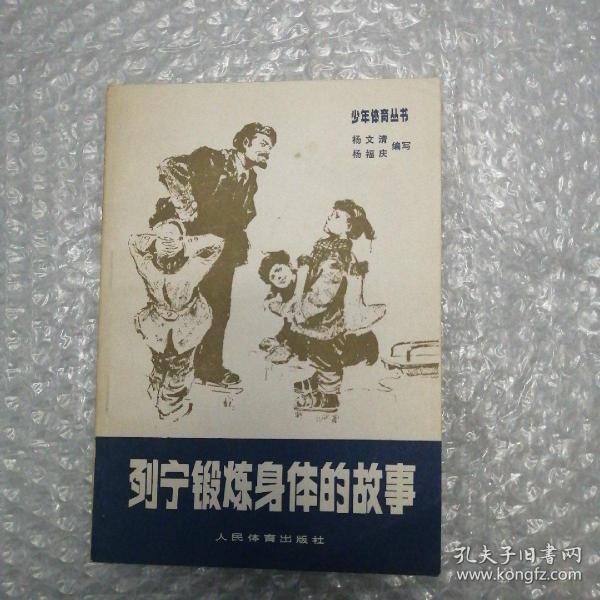 少年体育丛书
杨文清
杨福庆
编写
列宁锻炼身体的故事
人民体育出版社
孔夫子旧书网
www.kongfz.com